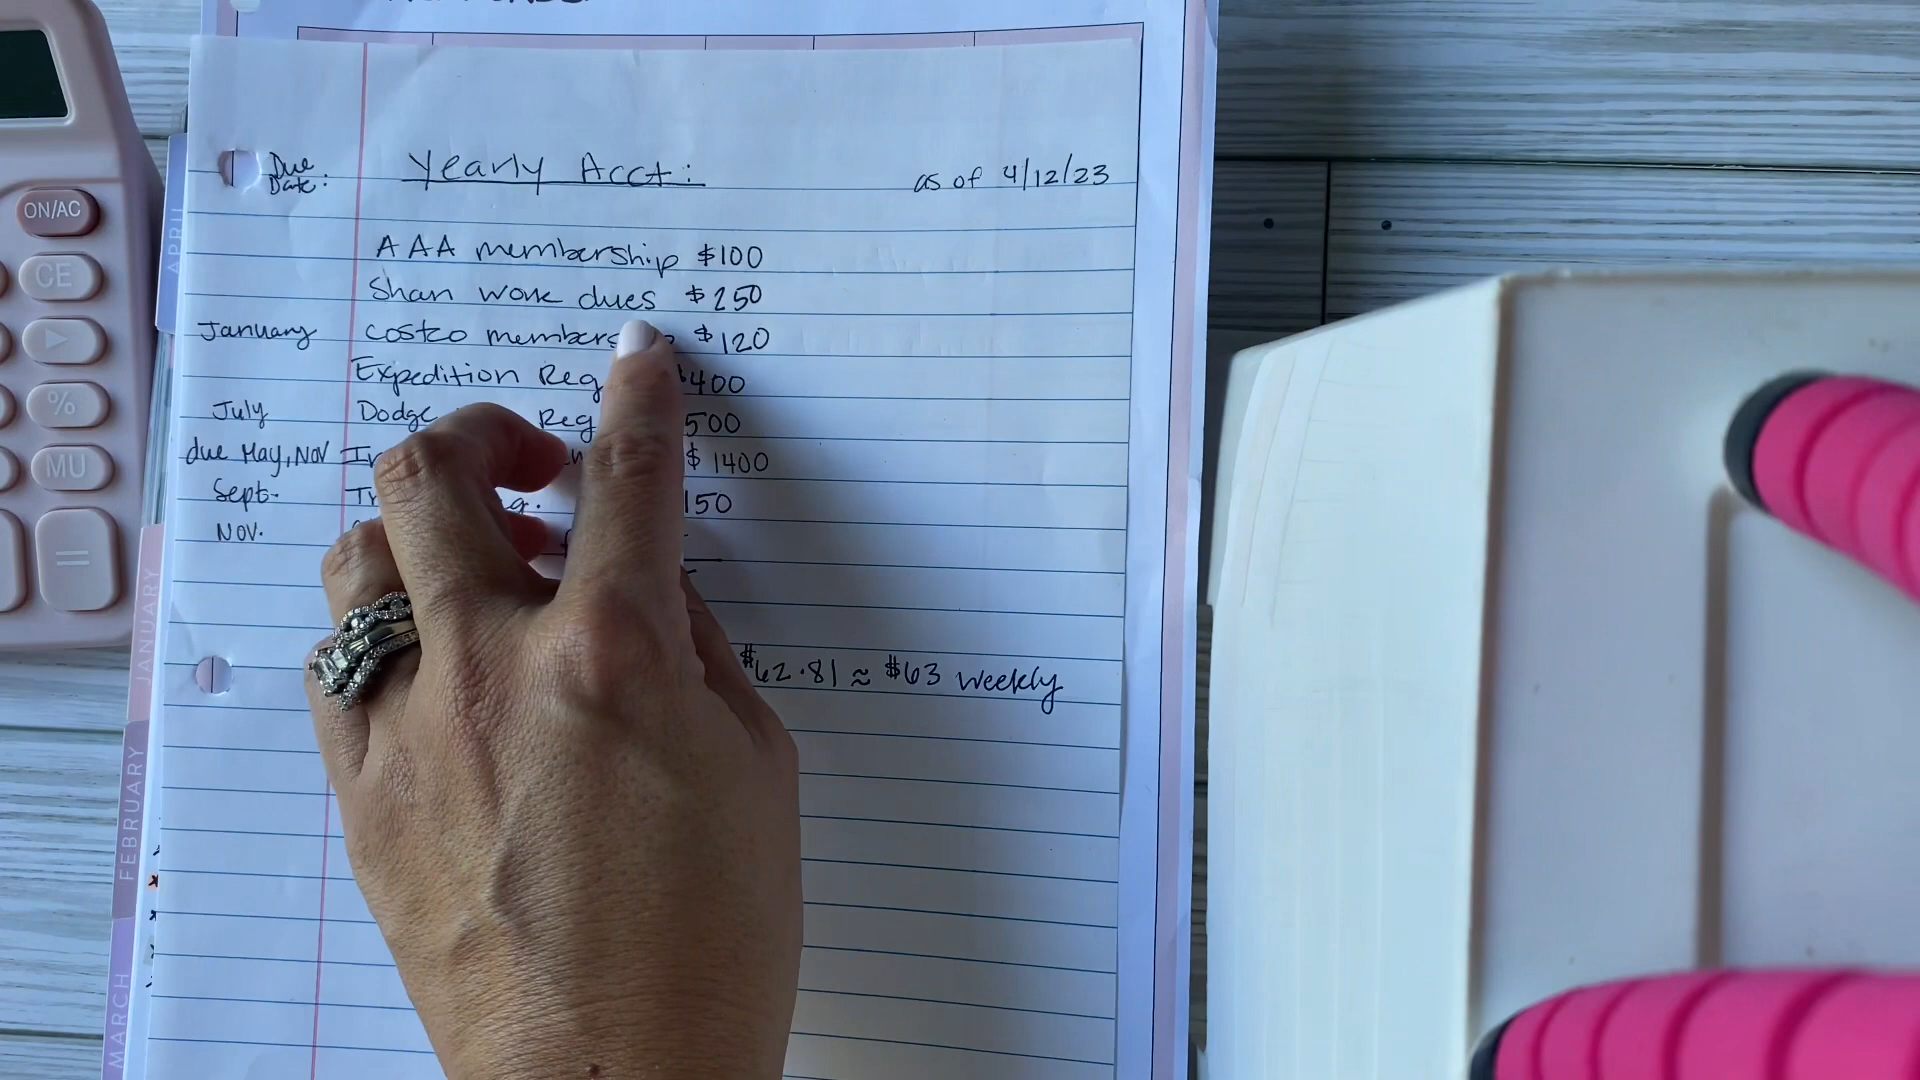 Due
Date:
Yearly Acct:
as of 4/12/23
AAA membership $100
Shan work dues $250
January costco $120
Expedition Reg $400
July Dodge Reg 500
due May, Nov $1400
Sept. 150
Nov.
$62.81 ≈ $63 weekly
ON/AC
CE
%
MU
=
APRIL
JANUARY
FEBRUARY
MARCH